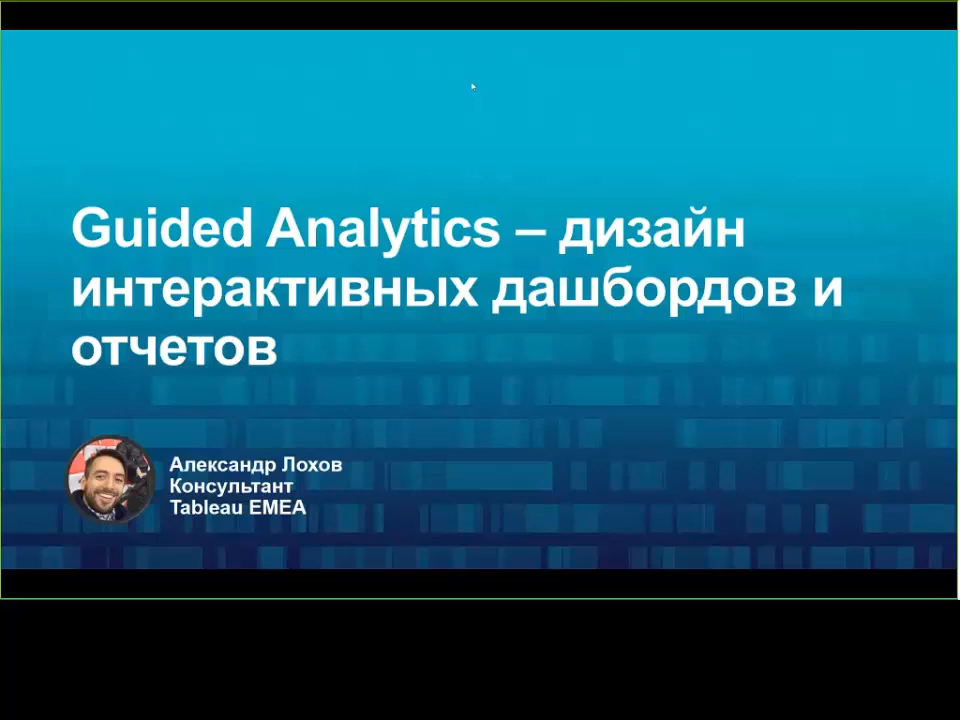 Guided Analytics – дизайн
интерактивных дашбордов и
отчетов
Александр Лохов
Консультант
Tableau EMEA